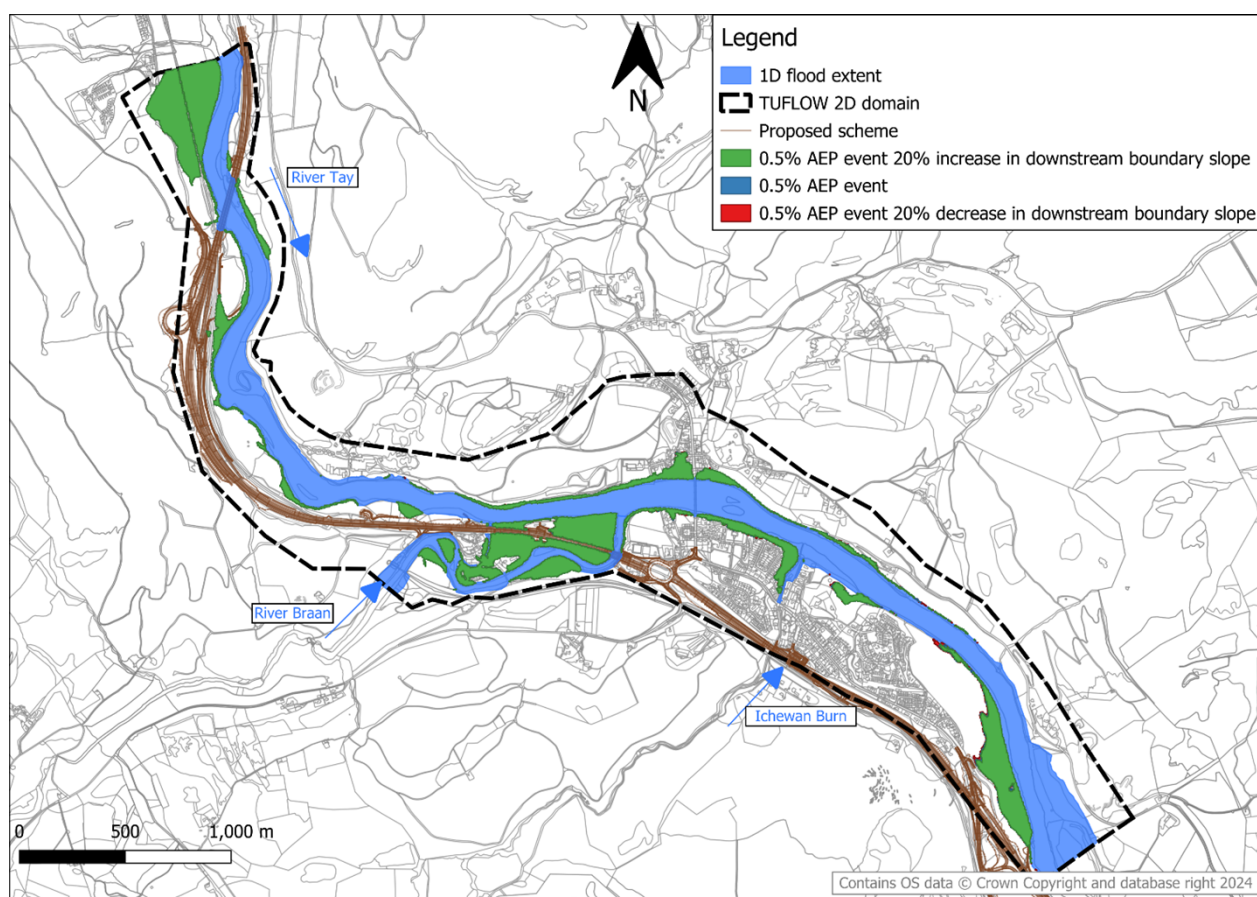 N
Legend
1D flood extent
TUFLOW 2D domain
Proposed scheme
0.5% AEP event 20% increase in downstream boundary slope
0.5% AEP event
0.5% AEP event 20% decrease in downstream boundary slope
River Tay
River Braan
Ichewan Burn
0 500 1,000 m
Contains OS data © Crown Copyright and database right 2024